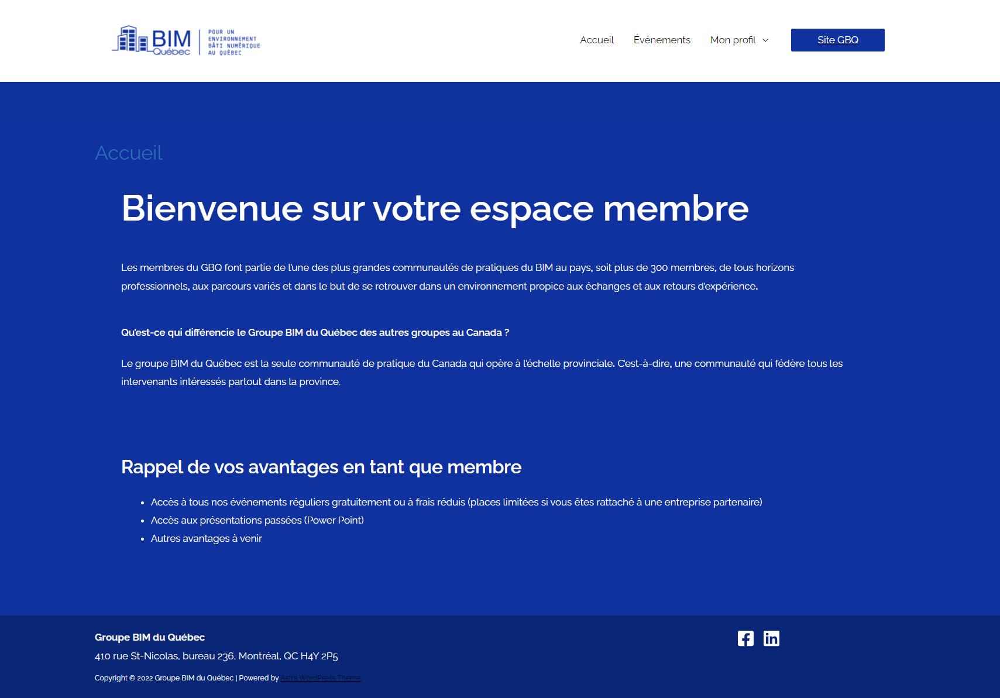 BIM
Québec
POUR UN
ENVIRONNEMENT
BÂTI NUMÉRIQUE
AU QUÉBEC
Accueil
Événements
Mon profil
Site GBQ
Accueil
Bienvenue sur votre espace membre
Les membres du GBQ font partie de l'une des plus grandes communautés de pratiques du BIM au pays, soit plus de 300 membres, de tous horizons
professionnels, aux parcours variés et dans le but de se retrouver dans un environnement propice aux échanges et aux retours d'expérience.
Qu'est-ce qui différencie le Groupe BIM du Québec des autres groupes au Canada ?
Le groupe BIM du Québec est la seule communauté de pratique du Canada qui opère à l'échelle provinciale. C'est-à-dire, une communauté qui fédère tous les
intervenants intéressés partout dans la province.
Rappel de vos avantages en tant que membre
• Accès à tous nos événements réguliers gratuitement ou à frais réduis (places limitées si vous êtes rattaché à une entreprise partenaire)
• Accès aux présentations passées (Power Point)
• Autres avantages à venir
Groupe BIM du Québec
410 rue St-Nicolas, bureau 236, Montréal, QC H4Y 2P5
Copyright © 2022 Groupe BIM du Québec | Powered by Astra WordPress Theme